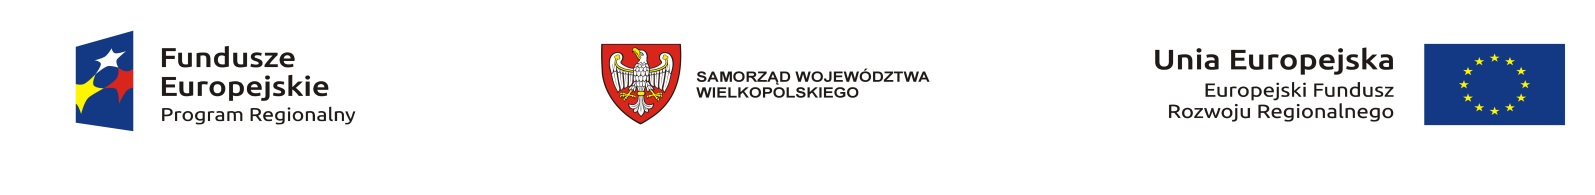 Fundusze
Europejskie
Program Regionalny
SAMORZĄD WOJEWÓDZTWA
WIELKOPOLSKIEGO
Unia Europejska
Europejski Fundusz
Rozwoju Regionalnego